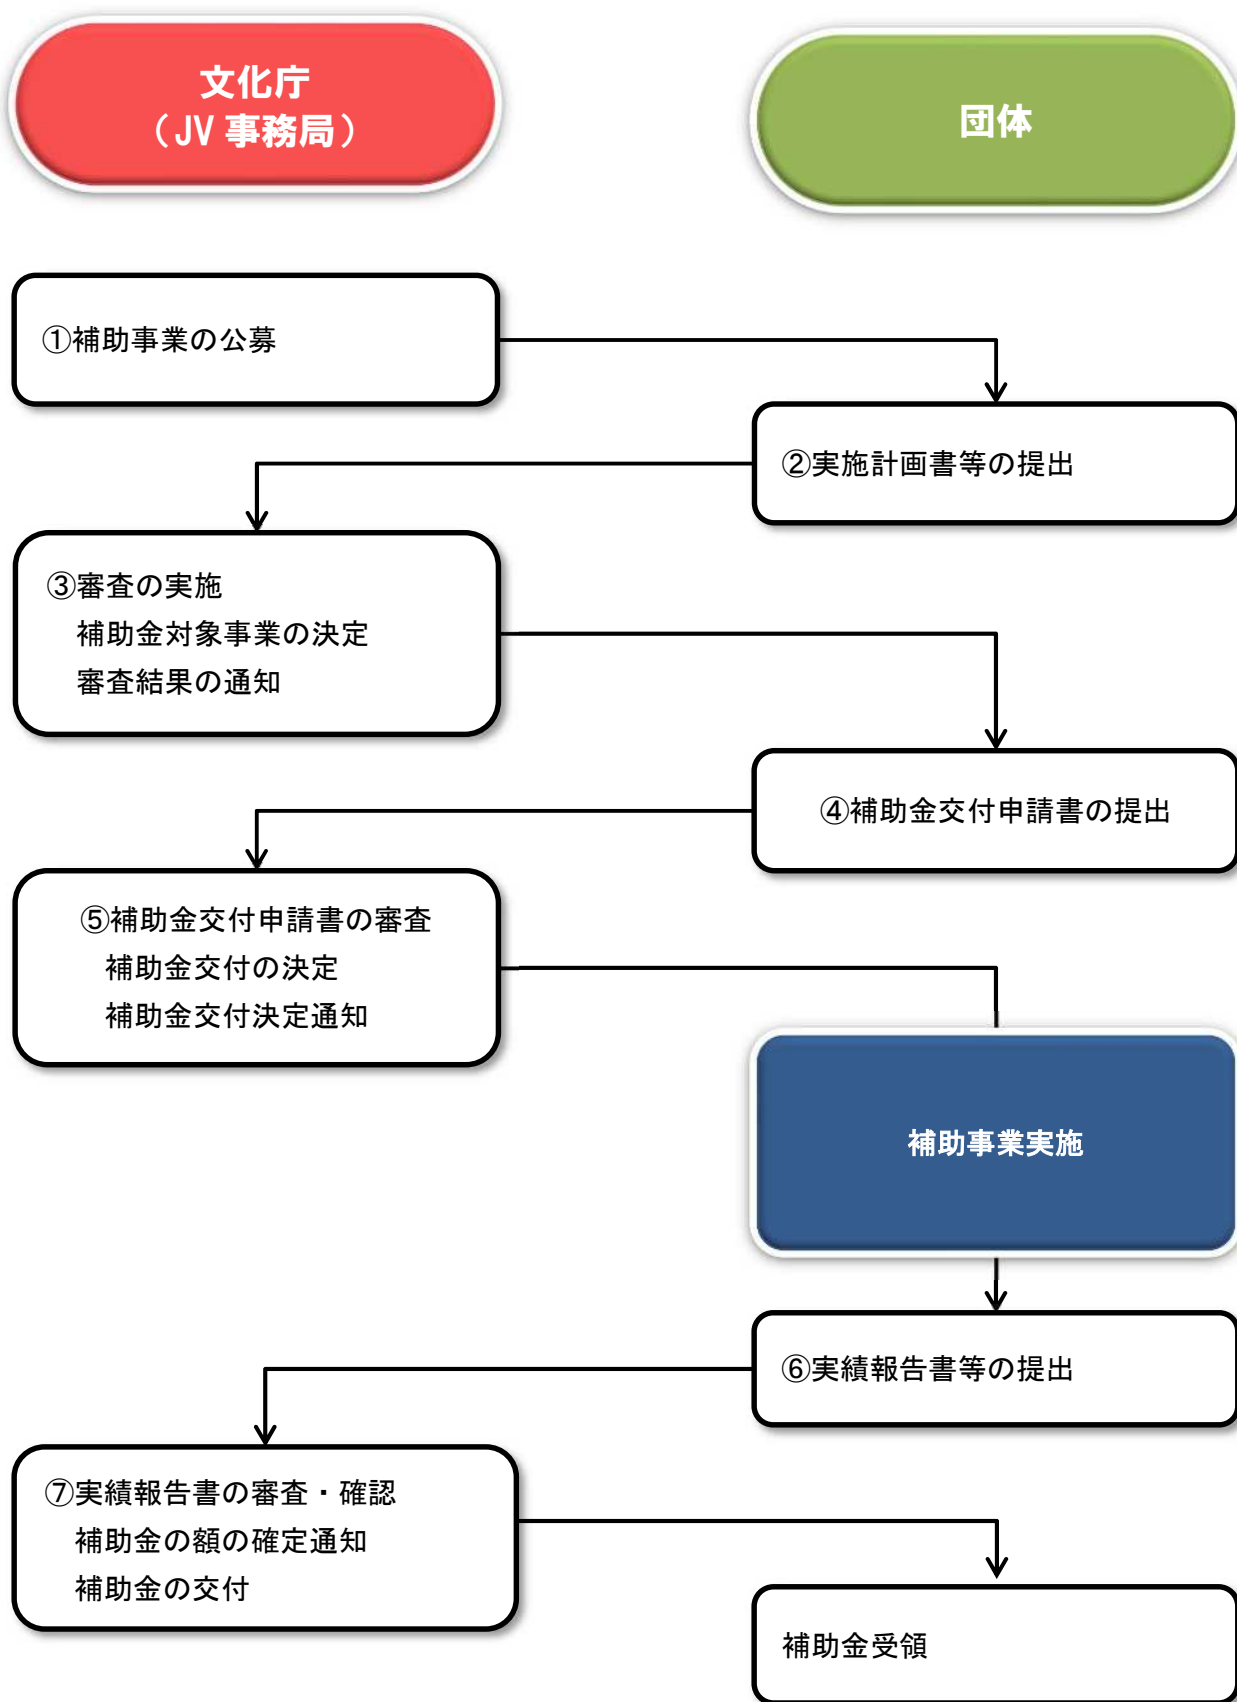 文化庁
（JV 事務局）
団体
①補助事業の公募
②実施計画書等の提出
③審査の実施
補助金対象事業の決定
審査結果の通知
④補助金交付申請書の提出
⑤補助金交付申請書の審査
補助金交付の決定
補助金交付決定通知
補助事業実施
⑥実績報告書等の提出
⑦実績報告書の審査・確認
補助金の額の確定通知
補助金の交付
補助金受領